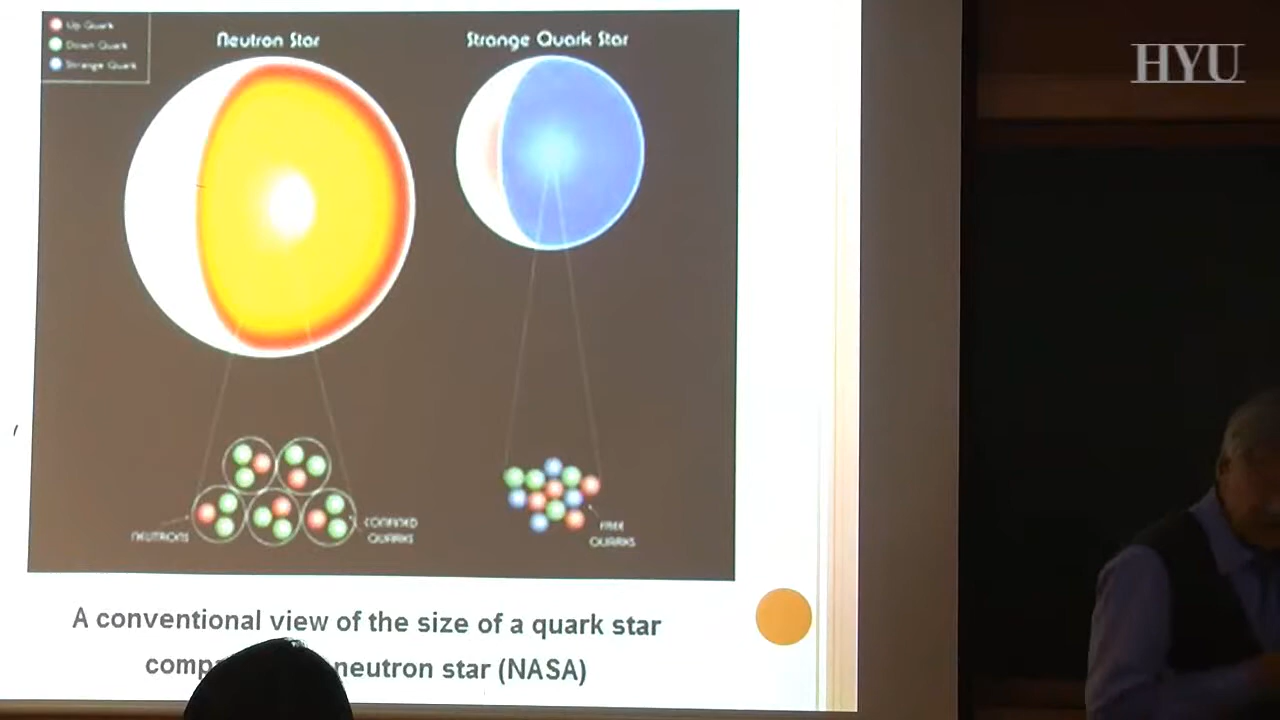 Up Quark
Down Quark
Strange Quark
Neutron Star
Strange Quark Star
HYU
NEUTRONS
CONFINED
QUARKS
FREE
QUARKS
A conventional view of the size of a quark star
comp neutron star (NASA)